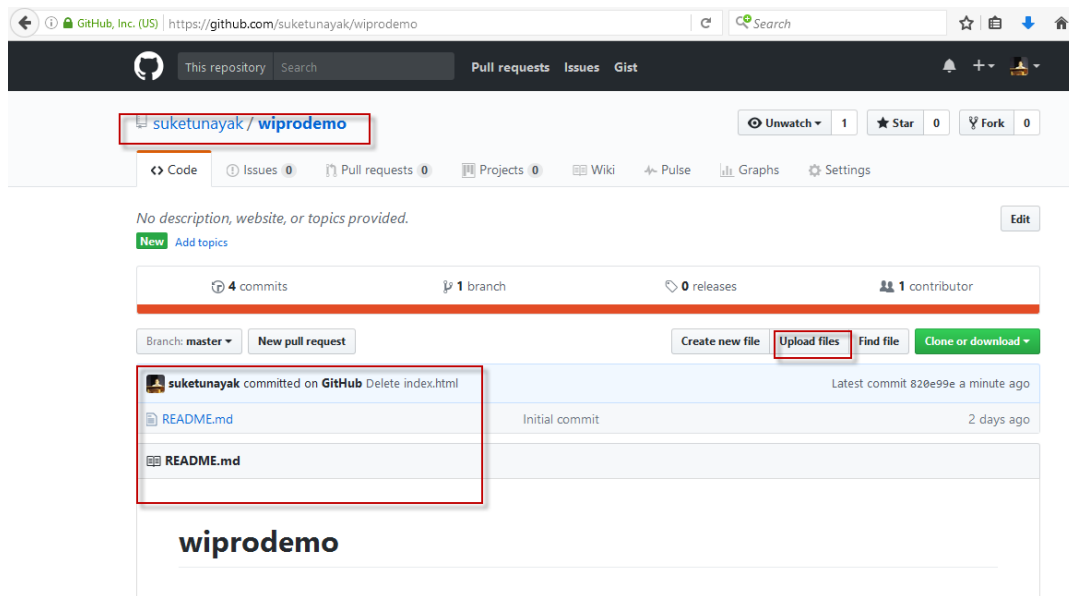 GitHub, Inc. (US) https://github.com/suketunayak/wiprodemo Search
This repository Search Pull requests Issues Gist
suketunayak / wiprodemo Unwatch 1 Star 0 Fork 0
Code Issues 0 Pull requests 0 Projects 0 Wiki Pulse Graphs Settings
No description, website, or topics provided. Edit
New Add topics
4 commits 1 branch 0 releases 1 contributor
Branch: master New pull request Create new file Upload files Find file Clone or download
suketunayak committed on GitHub Delete index.html Latest commit 820e99e a minute ago
README.md Initial commit 2 days ago
README.md
wiprodemo